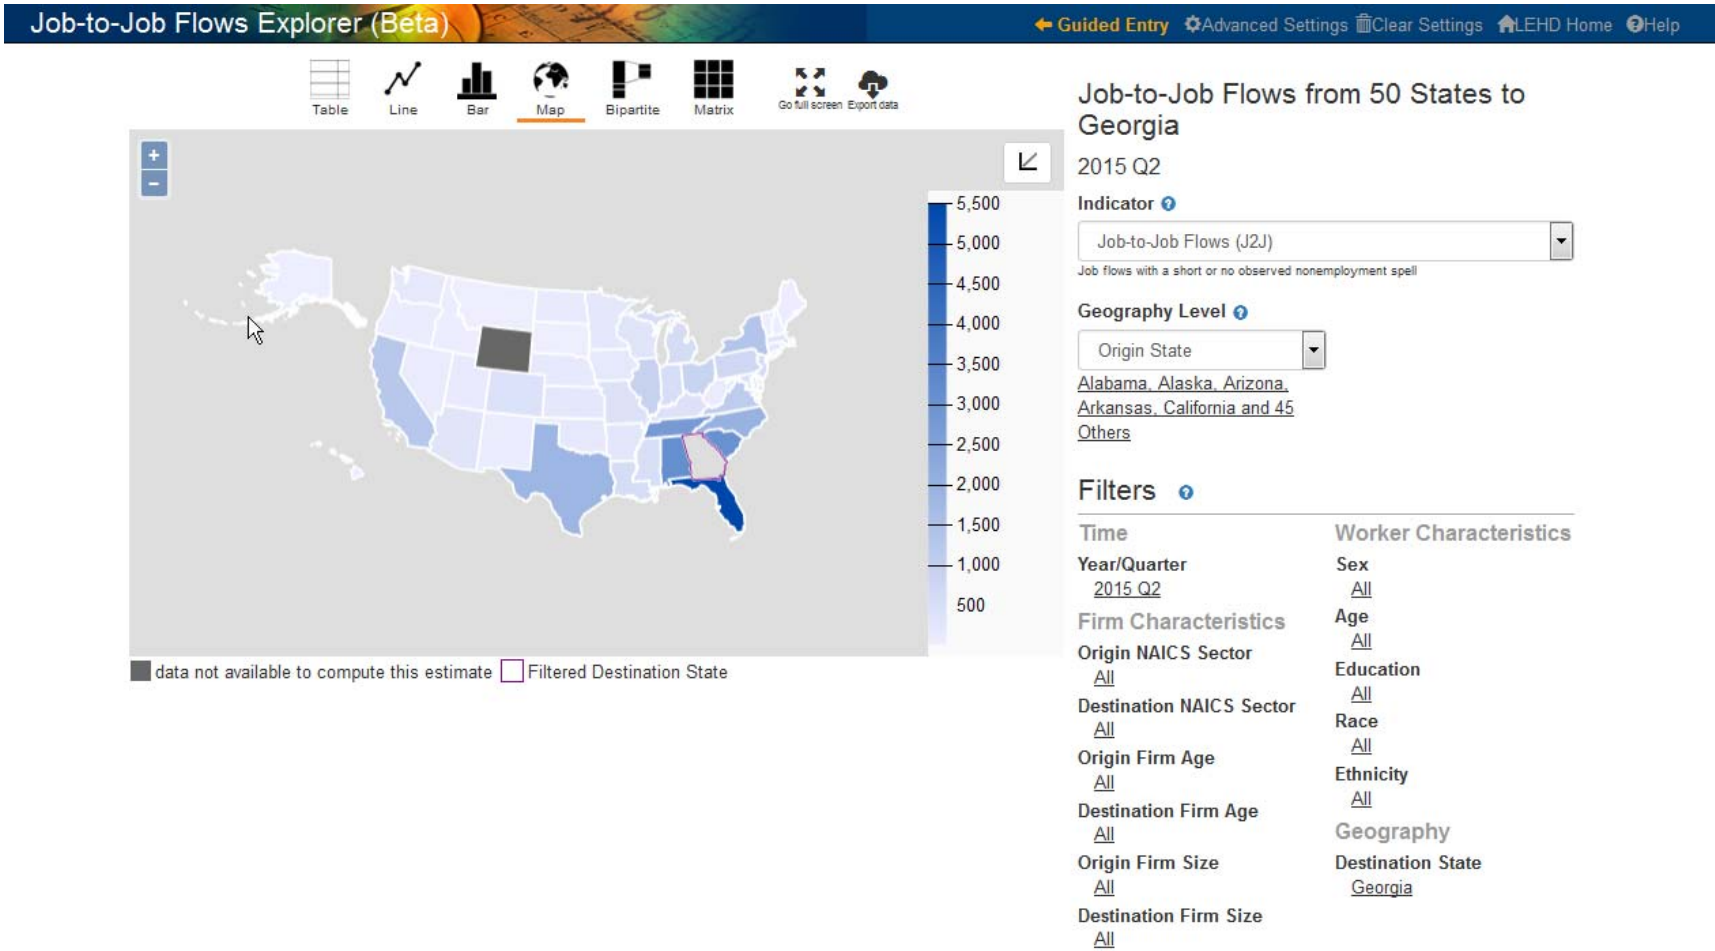 Job-to-Job Flows Explorer (Beta)
Guided Entry Advanced Settings Clear Settings LEHD Home Help
Table Line Bar Map Bipartite Matrix Go full screen Export data
Job-to-Job Flows from 50 States to
Georgia
2015 Q2
Indicator
Job-to-Job Flows (J2J)
Job flows with a short or no observed nonemployment spell
Geography Level
Origin State
Alabama, Alaska, Arizona,
Arkansas, California and 45
Others
+
-
5,500
5,000
4,500
4,000
3,500
3,000
2,500
2,000
1,500
1,000
500
data not available to compute this estimate Filtered Destination State
Filters
Time
Year/Quarter
2015 Q2
Firm Characteristics
Origin NAICS Sector
All
Destination NAICS Sector
All
Origin Firm Age
All
Destination Firm Age
All
Origin Firm Size
All
Destination Firm Size
All
Worker Characteristics
Sex
All
Age
All
Education
All
Race
All
Ethnicity
All
Geography
Destination State
Georgia